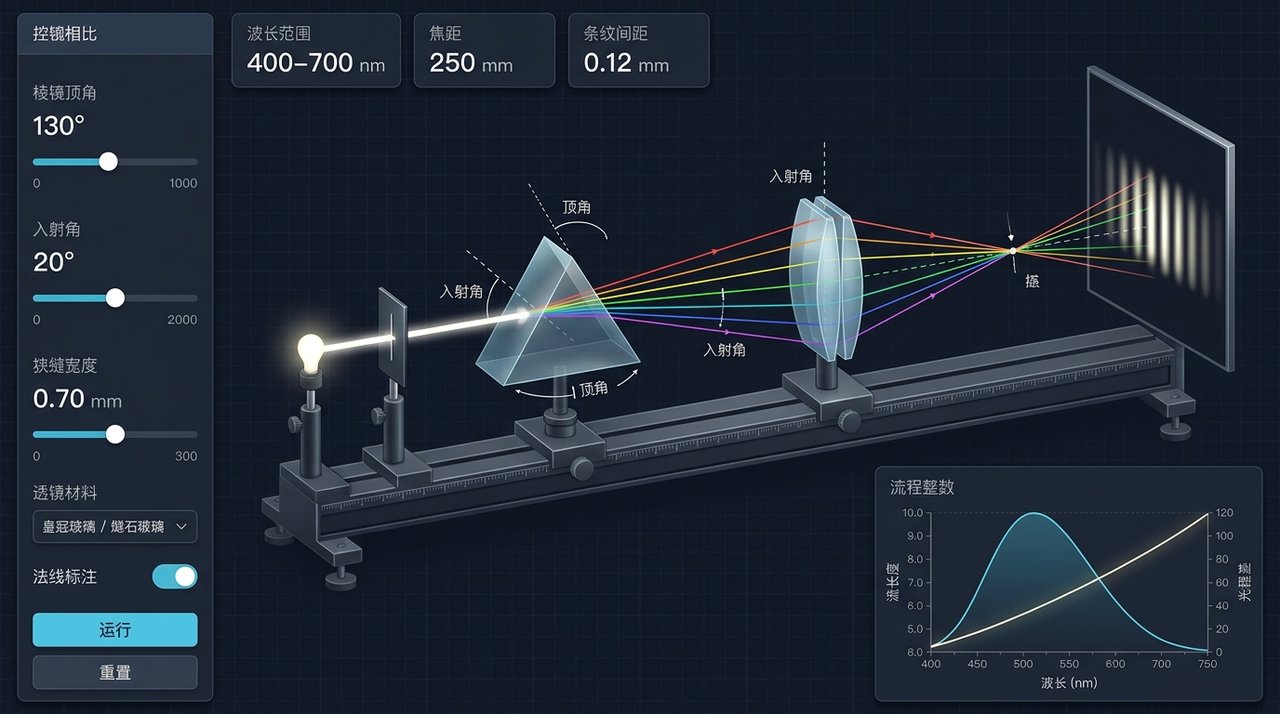 控镜相比
棱镜顶角
130°
0 1000
入射角
20°
0 2000
狭缝宽度
0.70 mm
0 300
透镜材料
皇冠玻璃 / 燧石玻璃
法线标注
运行
重置
波长范围
400–700 nm
焦距
250 mm
条纹间距
0.12 mm
顶角
入射角
顶角
入射角
入射角
流程整数
10.0
9.0
8.0
7.0
6.0
5.0
6.0
120
100
80
60
40
20
0
400 450 500 550 600 700 750
波长 (nm)